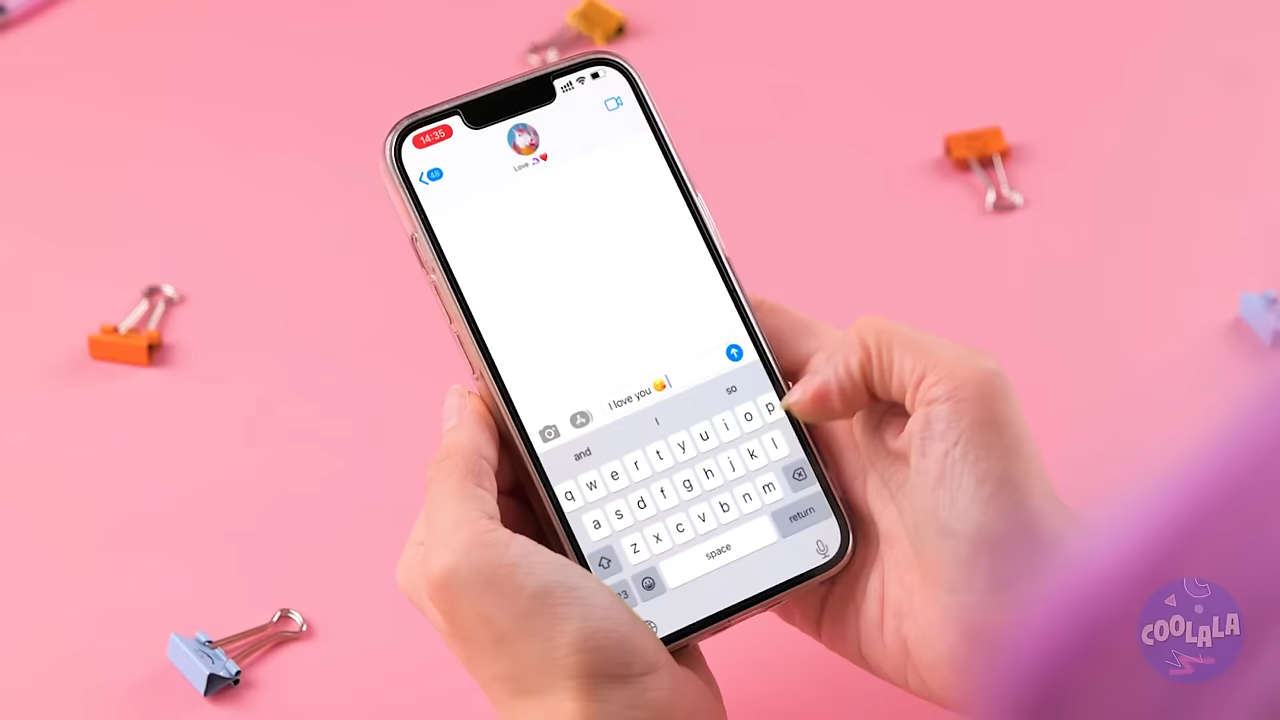 14:35
48
Love 🦄❤️
I love you 😘
and I so
q w e r t y u i o p
a s d f g h j k l
z x c v b n m
space return
COOLALA